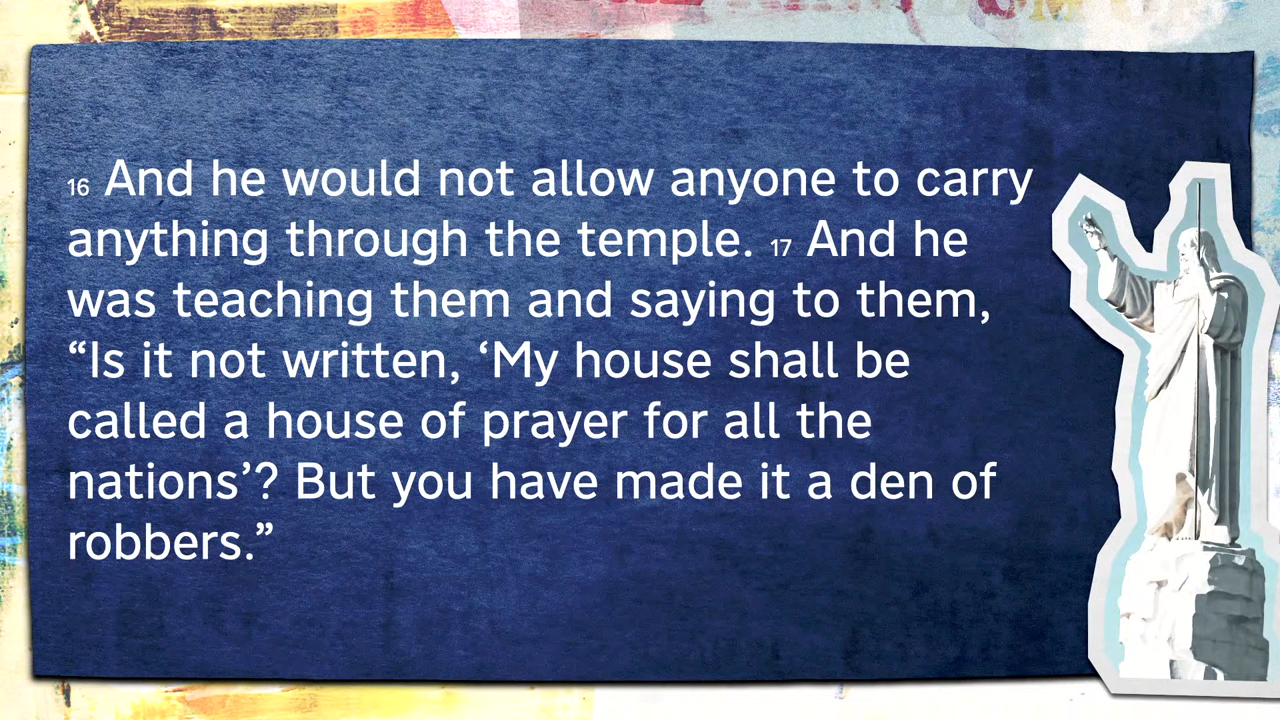 16 And he would not allow anyone to carry
anything through the temple. 17 And he
was teaching them and saying to them,
“Is it not written, ‘My house shall be
called a house of prayer for all the
nations’? But you have made it a den of
robbers.”